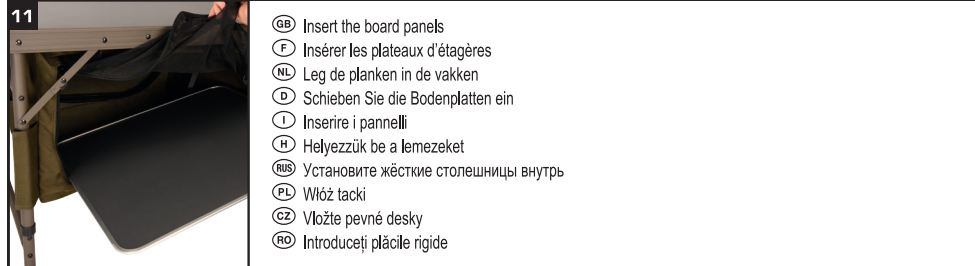 11
GB Insert the board panels
F Insérer les plateaux d'étagères
NL Leg de planken in de vakken
D Schieben Sie die Bodenplatten ein
I Inserire i pannelli
H Helyezzük be a lemezeket
RUS Установите жёсткие столешницы внутрь
PL Włóż tacki
CZ Vložte pevné desky
RO Introduceți plăcile rigide